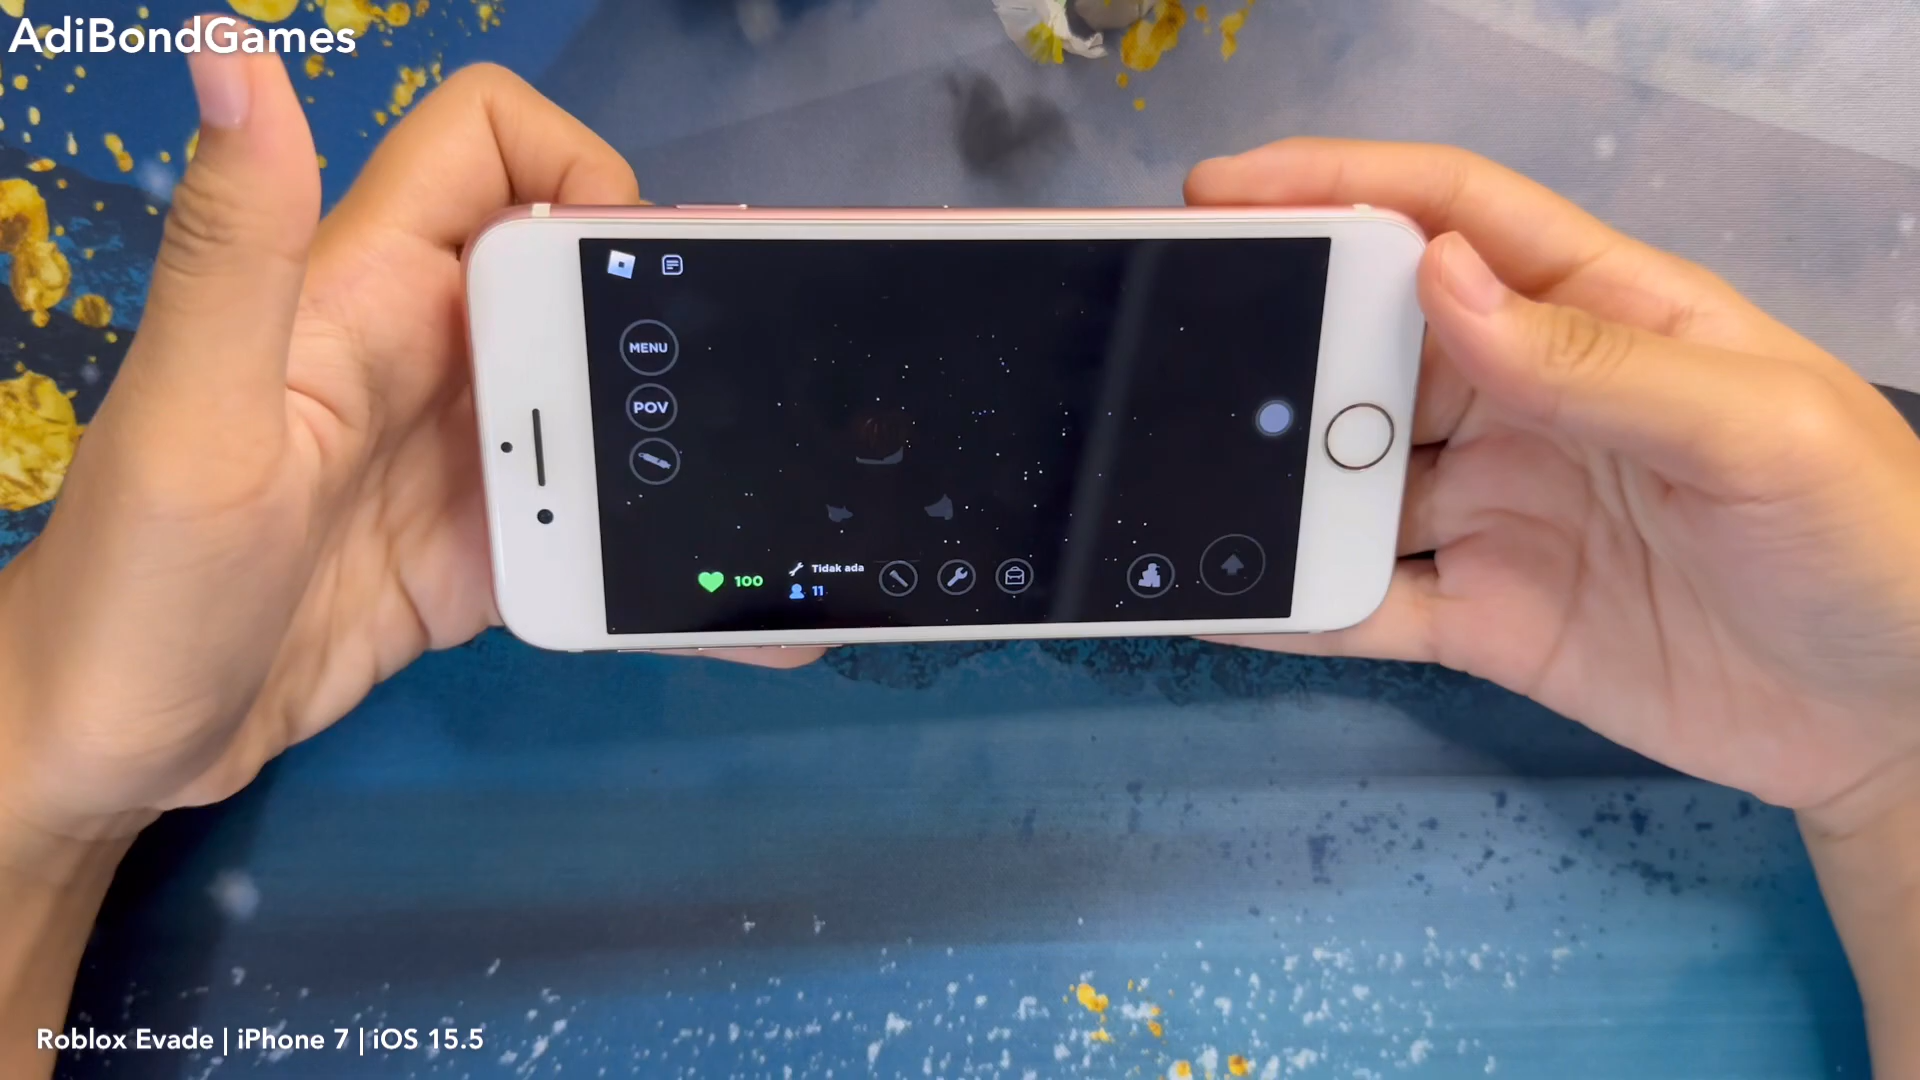 AdiBondGames
MENU
POV
100
Tidak ada
11
Roblox Evade | iPhone 7 | iOS 15.5